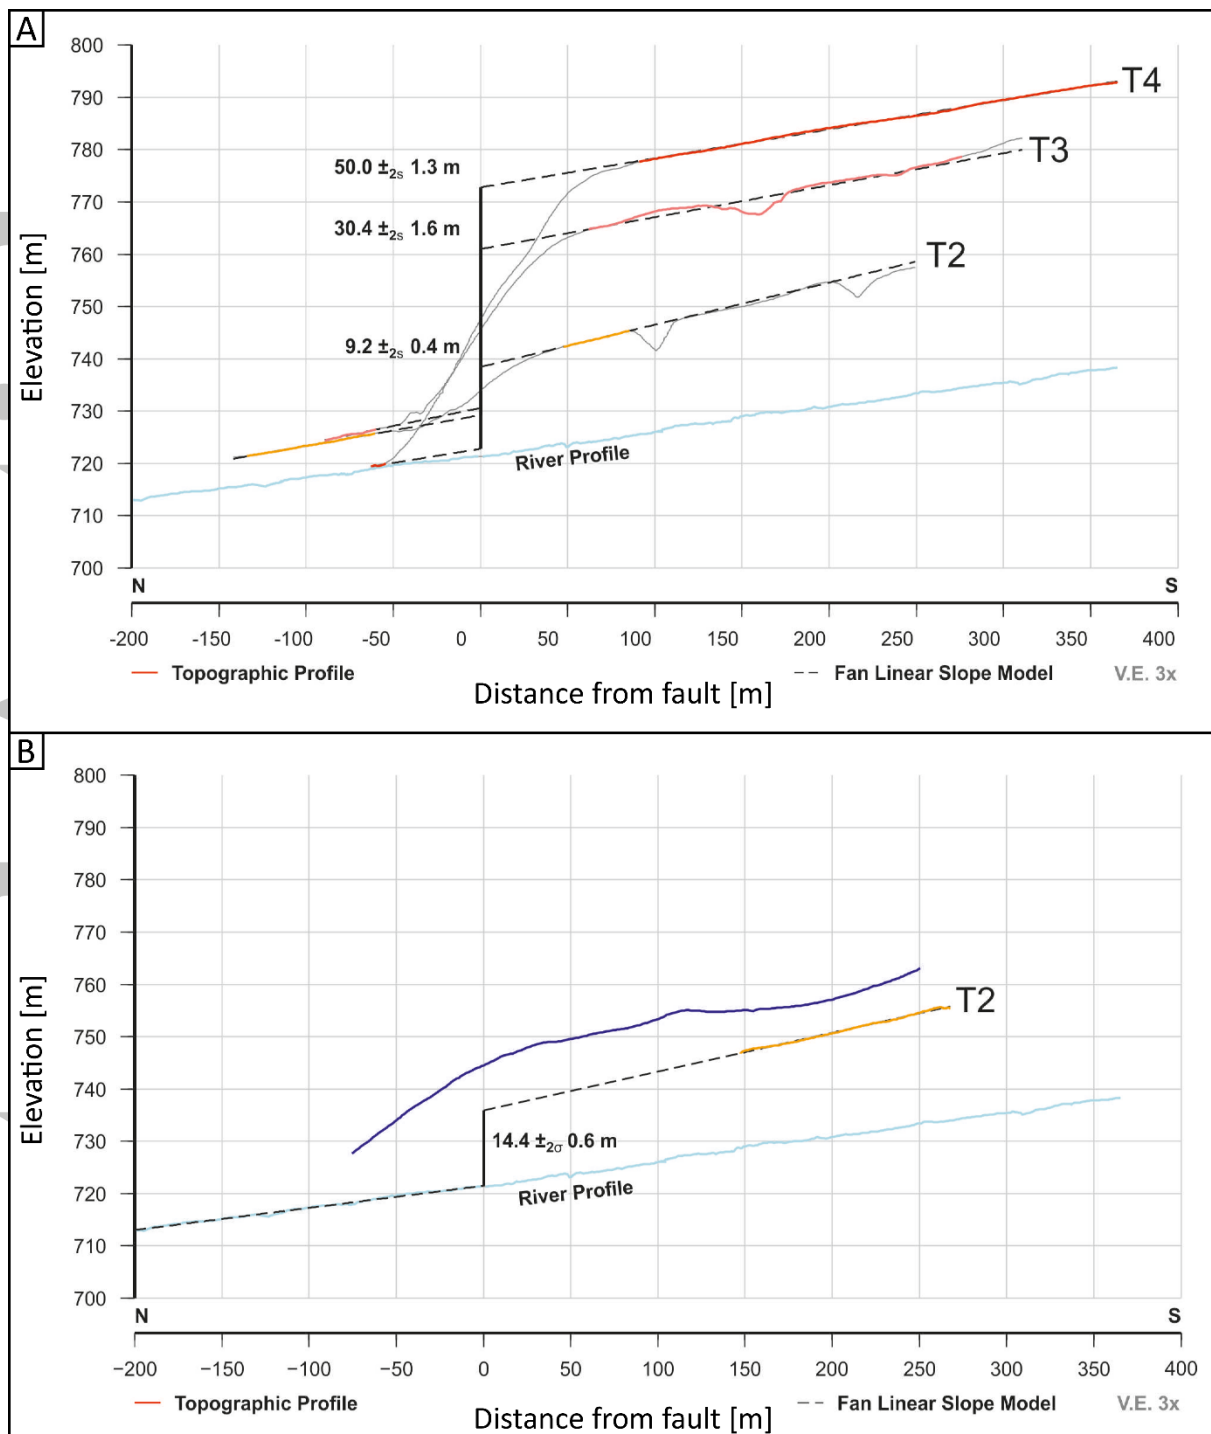 A
800
790
780
770
760
750
740
730
720
710
700
Elevation [m]
T4
T3
T2
50.0 ±2s 1.3 m
30.4 ±2s 1.6 m
9.2 ±2s 0.4 m
River Profile
N S
-200 -150 -100 -50 0 50 100 150 200 250 300 350 400
Topographic Profile Fan Linear Slope Model V.E. 3x
Distance from fault [m]
B
800
790
780
770
760
750
740
730
720
710
700
Elevation [m]
T2
14.4 ±2σ 0.6 m
River Profile
N S
−200 −150 −100 −50 0 50 100 150 200 250 300 350 400
Topographic Profile Fan Linear Slope Model V.E. 3x
Distance from fault [m]